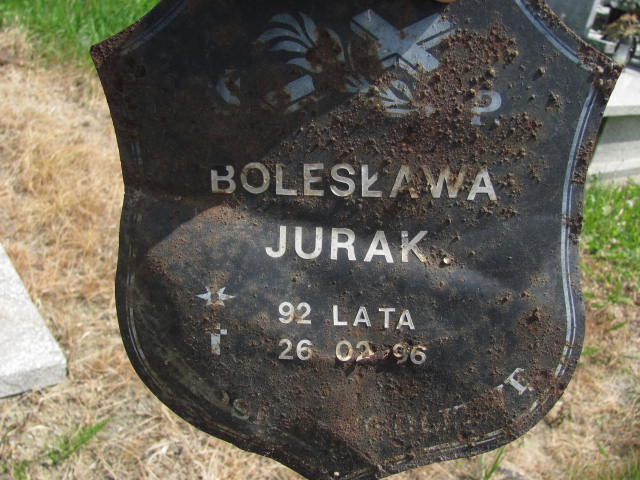 P
BOLESŁAWA
JURAK
92 LATA
26 02 96